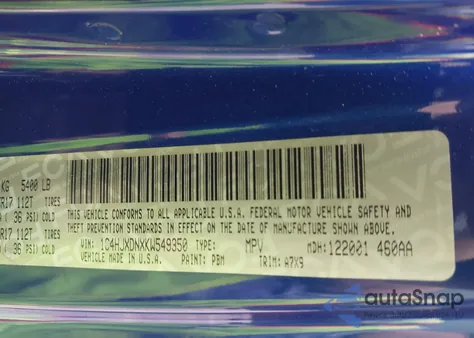 KG 5400 LB
R17 112T TIRES
( 36 PSI) COLD
R17 112T TIRES
( 36 PSI) COLD
THIS VEHICLE CONFORMS TO ALL APPLICABLE U.S.A. FEDERAL MOTOR VEHICLE SAFETY AND
THEFT PREVENTION STANDARDS IN EFFECT ON THE DATE OF MANUFACTURE SHOWN ABOVE.
VIN: 1C4HJXDNXKW549350 TYPE: MPV MDH: 122001 460AA
VEHICLE MADE IN U.S.A. PAINT: PBM TRIM: A7X9
autoSnap